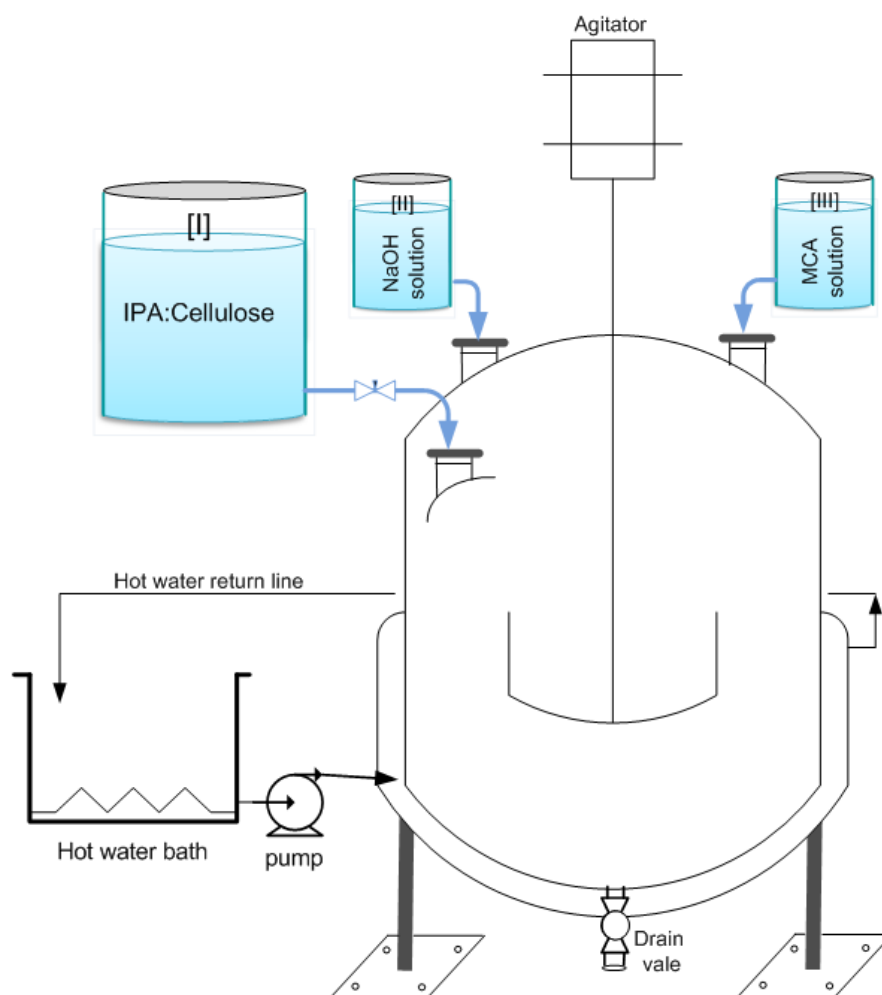 Agitator
[I]
IPA:Cellulose
[II]
NaOH
solution
[III]
MCA
solution
Hot water return line
Hot water bath
pump
Drain
vale